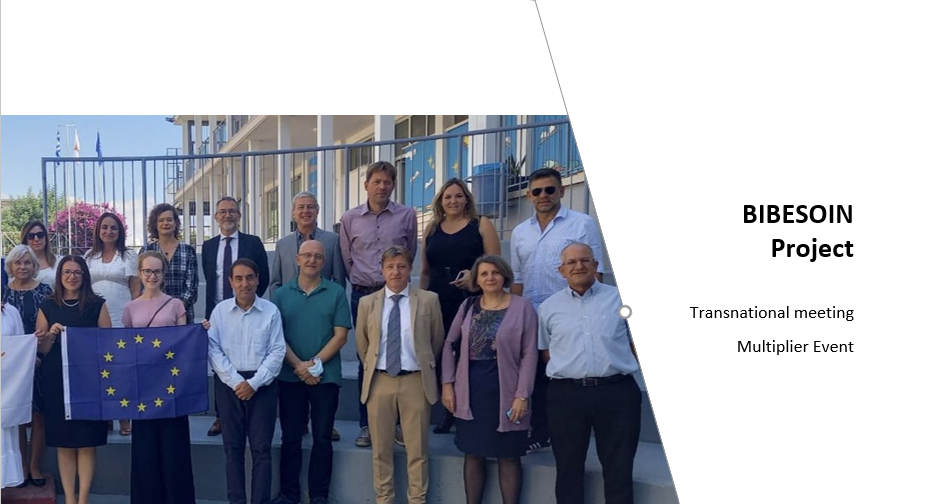 BIBESOIN
Project
Transnational meeting
Multiplier Event